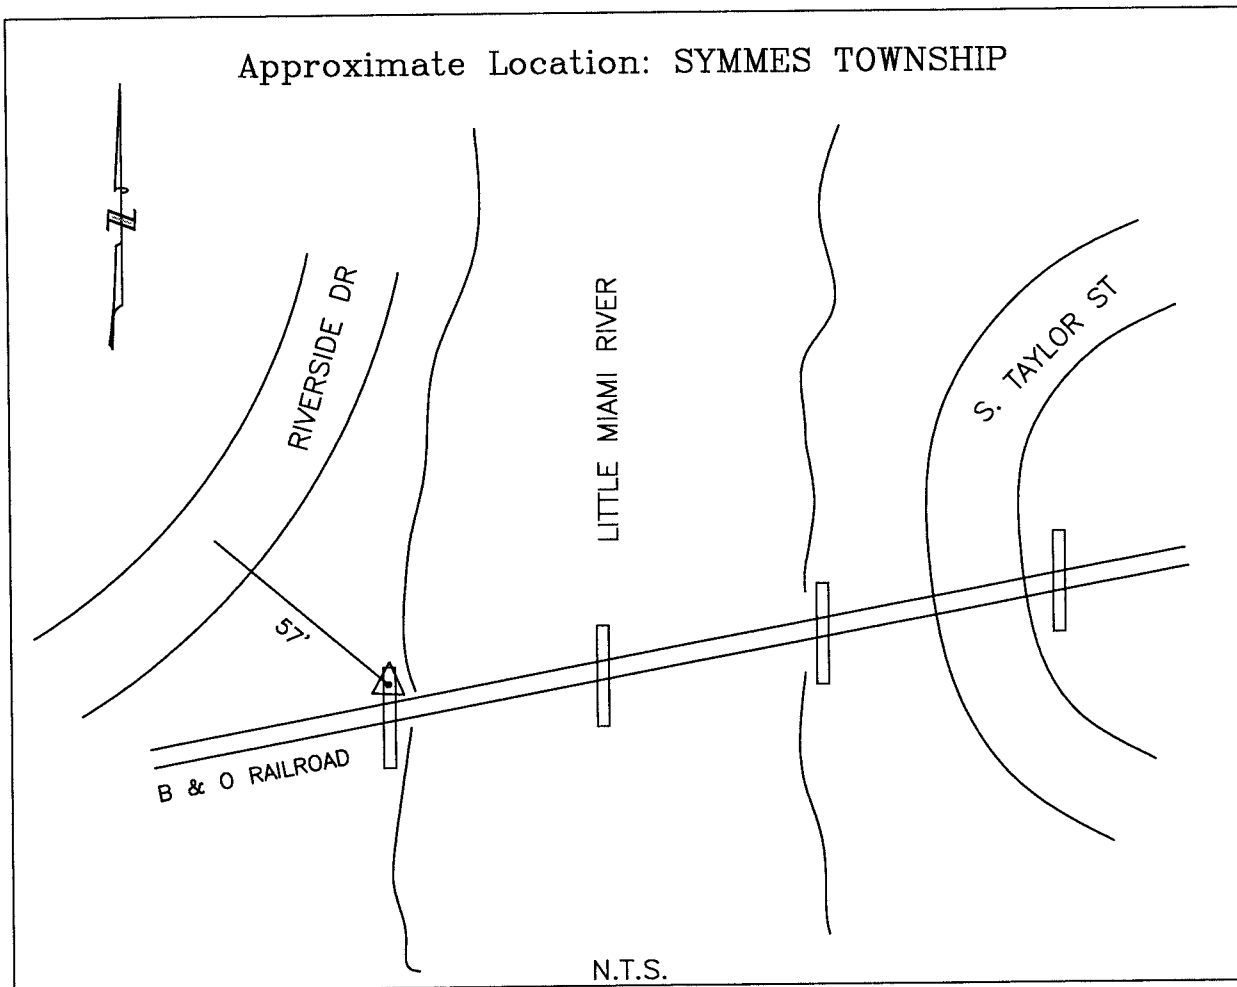 Approximate Location: SYMMES TOWNSHIP
N
RIVERSIDE DR
LITTLE MIAMI RIVER
S. TAYLOR ST
57'
B & O RAILROAD
N.T.S.